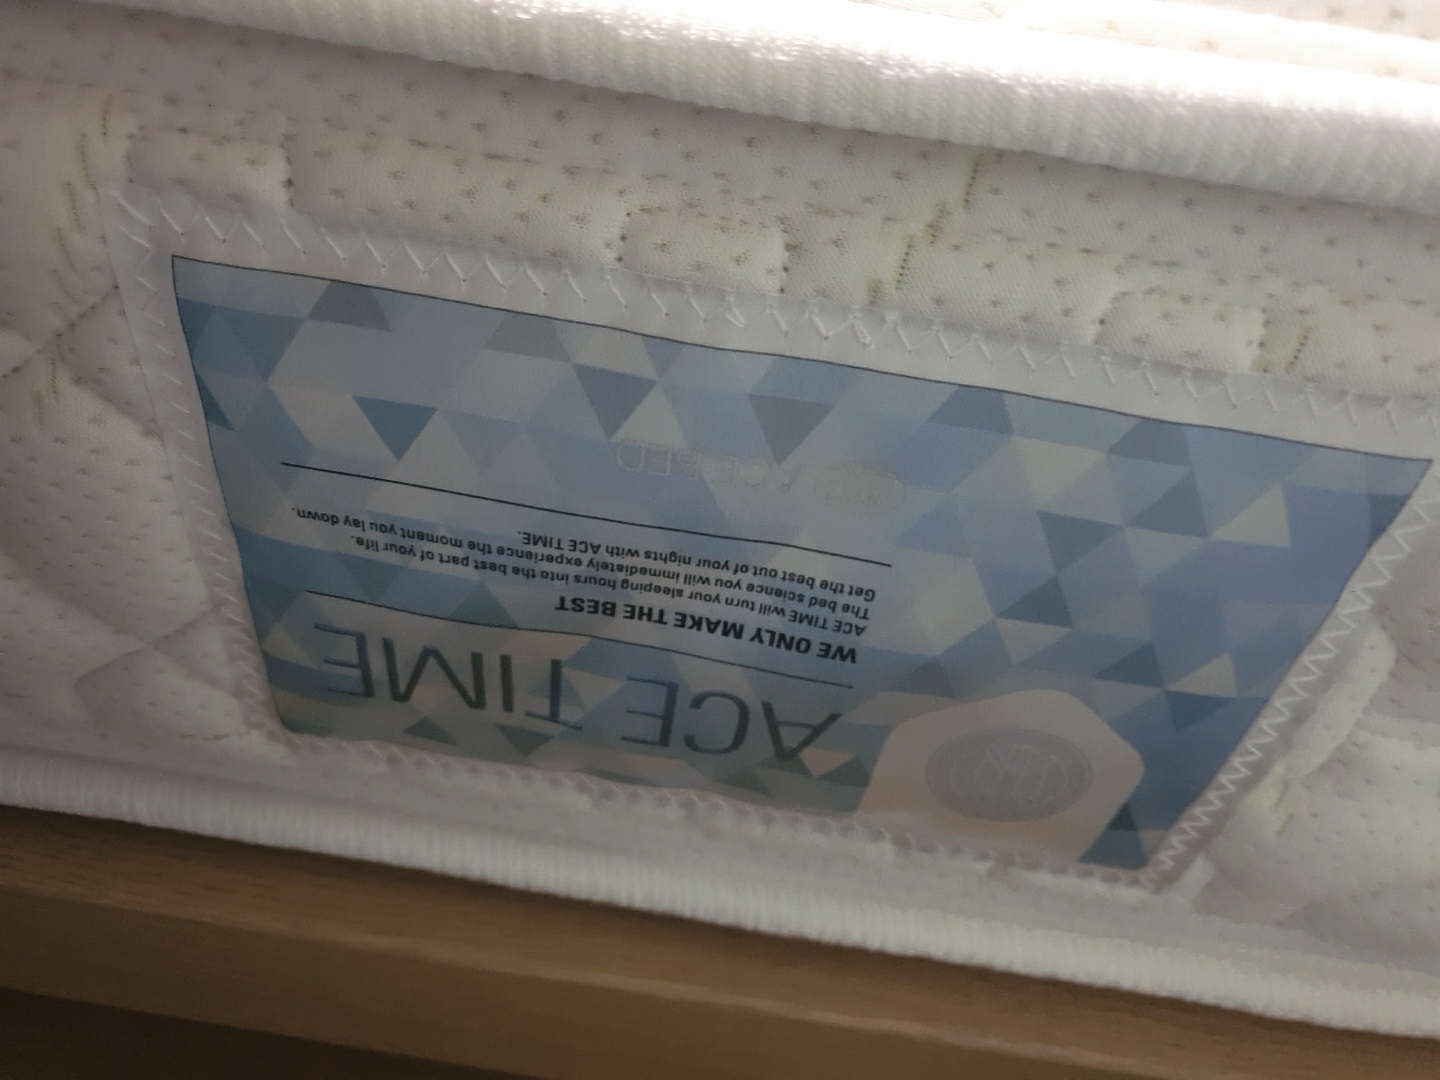 ACE TIME
WE ONLY MAKE THE BEST
ACE TIME will turn your sleeping hours into the best part of your life.
The bed science you will immediately experience the moment you lay down.
Get the best out of your nights with ACE TIME.
ACE BED